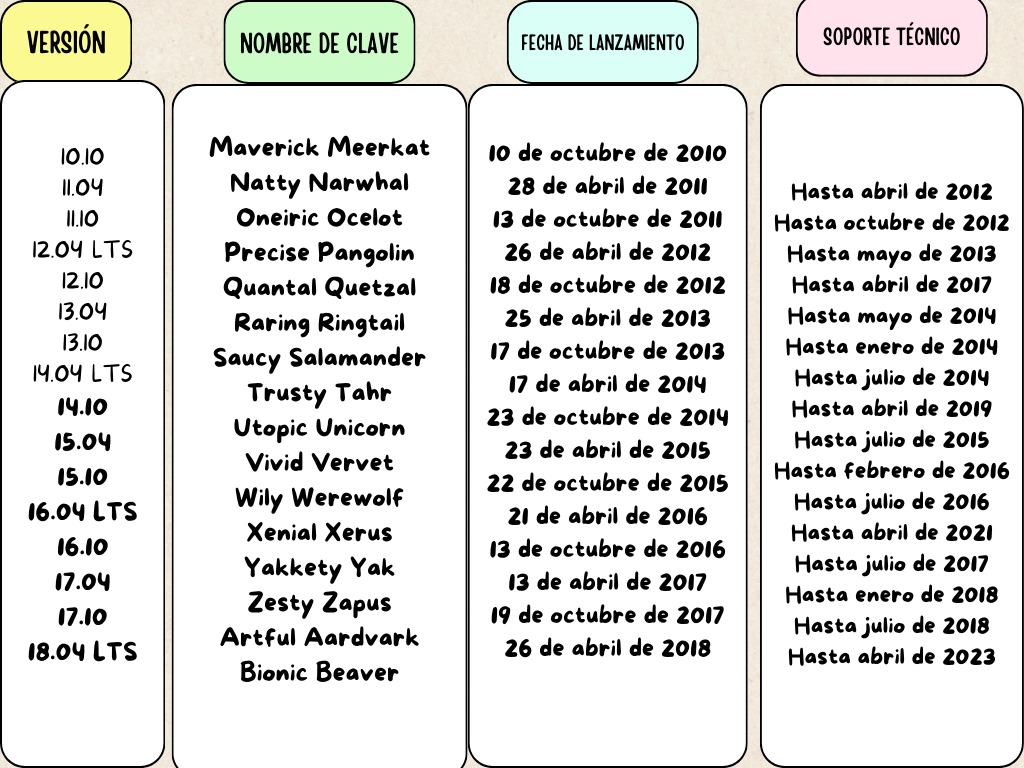 VERSIÓN
10.10
11.04
11.10
12.04 LTS
12.10
13.04
13.10
14.04 LTS
14.10
15.04
15.10
16.04 LTS
16.10
17.04
17.10
18.04 LTS
NOMBRE DE CLAVE
Maverick Meerkat
Natty Narwhal
Oneiric Ocelot
Precise Pangolin
Quantal Quetzal
Raring Ringtail
Saucy Salamander
Trusty Tahr
Utopic Unicorn
Vivid Vervet
Wily Werewolf
Xenial Xerus
Yakkety Yak
Zesty Zapus
Artful Aardvark
Bionic Beaver
FECHA DE LANZAMIENTO
10 de octubre de 2010
28 de abril de 2011
13 de octubre de 2011
26 de abril de 2012
18 de octubre de 2012
25 de abril de 2013
17 de octubre de 2013
17 de abril de 2014
23 de octubre de 2014
23 de abril de 2015
22 de octubre de 2015
21 de abril de 2016
13 de octubre de 2016
13 de abril de 2017
19 de octubre de 2017
26 de abril de 2018
SOPORTE TÉCNICO
Hasta abril de 2012
Hasta octubre de 2012
Hasta mayo de 2013
Hasta abril de 2017
Hasta mayo de 2014
Hasta enero de 2014
Hasta julio de 2014
Hasta abril de 2019
Hasta julio de 2015
Hasta febrero de 2016
Hasta julio de 2016
Hasta abril de 2021
Hasta julio de 2017
Hasta enero de 2018
Hasta julio de 2018
Hasta abril de 2023